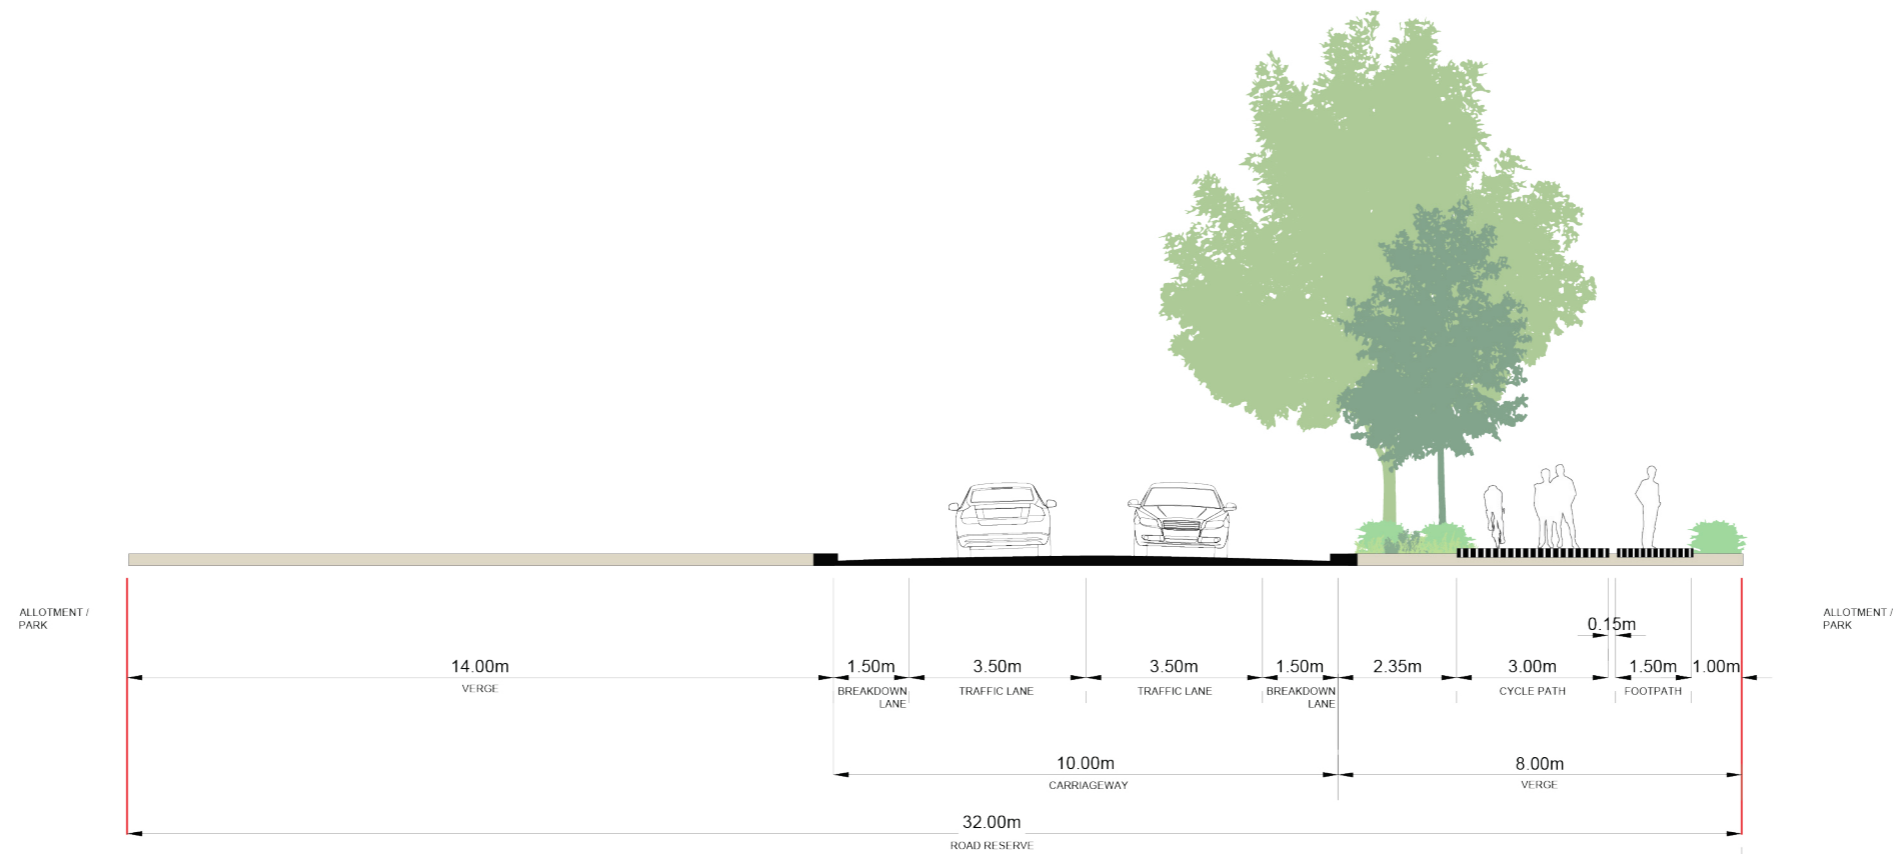 ALLOTMENT /
PARK
ALLOTMENT /
PARK
0.15m
14.00m
1.50m
3.50m
3.50m
1.50m
2.35m
3.00m
1.50m
1.00m
VERGE
BREAKDOWN
LANE
TRAFFIC LANE
TRAFFIC LANE
BREAKDOWN
LANE
CYCLE PATH
FOOTPATH
10.00m
CARRIAGEWAY
8.00m
VERGE
32.00m
ROAD RESERVE